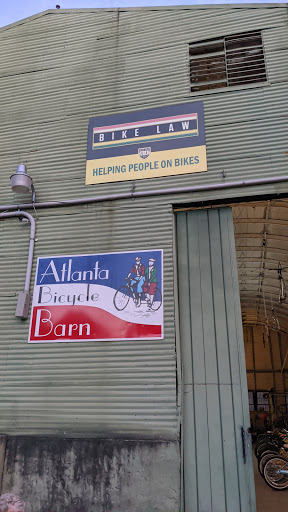 BIKE LAW
HELPING PEOPLE ON BIKES
Atlanta
Bicycle
Barn